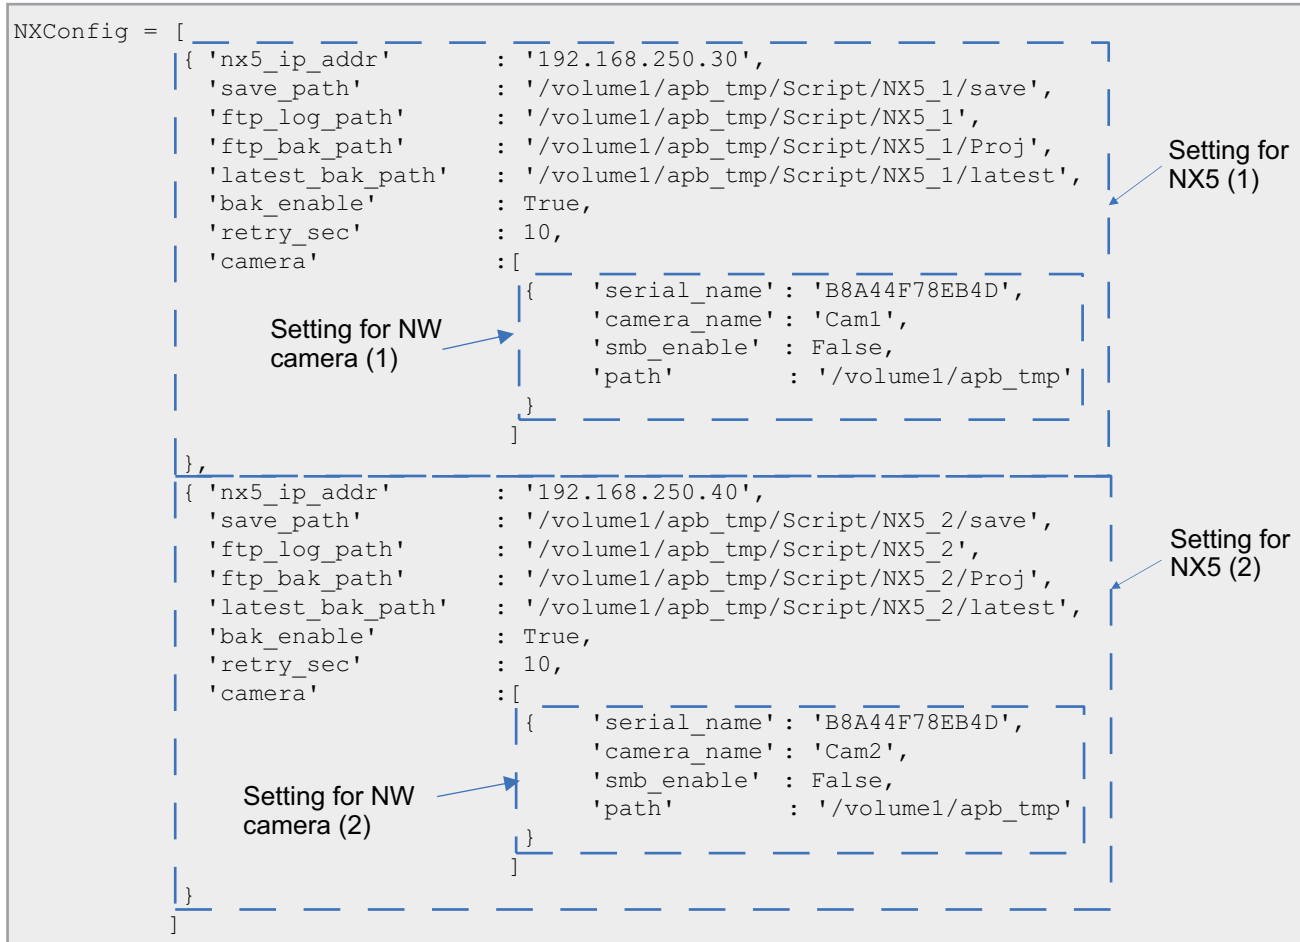 NXConfig = [
{ 'nx5_ip_addr' : '192.168.250.30',
'save_path' : '/volume1/apb_tmp/Script/NX5_1/save',
'ftp_log_path' : '/volume1/apb_tmp/Script/NX5_1',
'ftp_bak_path' : '/volume1/apb_tmp/Script/NX5_1/Proj',
'latest_bak_path' : '/volume1/apb_tmp/Script/NX5_1/latest',
'bak_enable' : True,
'retry_sec' : 10,
'camera' :[
{ 'serial_name' : 'B8A44F78EB4D',
'camera_name' : 'Cam1',
'smb_enable' : False,
'path' : '/volume1/apb_tmp'
}
]
},
Setting for
NX5 (1)
Setting for NW
camera (1)
{ 'nx5_ip_addr' : '192.168.250.40',
'save_path' : '/volume1/apb_tmp/Script/NX5_2/save',
'ftp_log_path' : '/volume1/apb_tmp/Script/NX5_2',
'ftp_bak_path' : '/volume1/apb_tmp/Script/NX5_2/Proj',
'latest_bak_path' : '/volume1/apb_tmp/Script/NX5_2/latest',
'bak_enable' : True,
'retry_sec' : 10,
'camera' :[
{ 'serial_name' : 'B8A44F78EB4D',
'camera_name' : 'Cam2',
'smb_enable' : False,
'path' : '/volume1/apb_tmp'
}
]
}
]
Setting for
NX5 (2)
Setting for NW
camera (2)